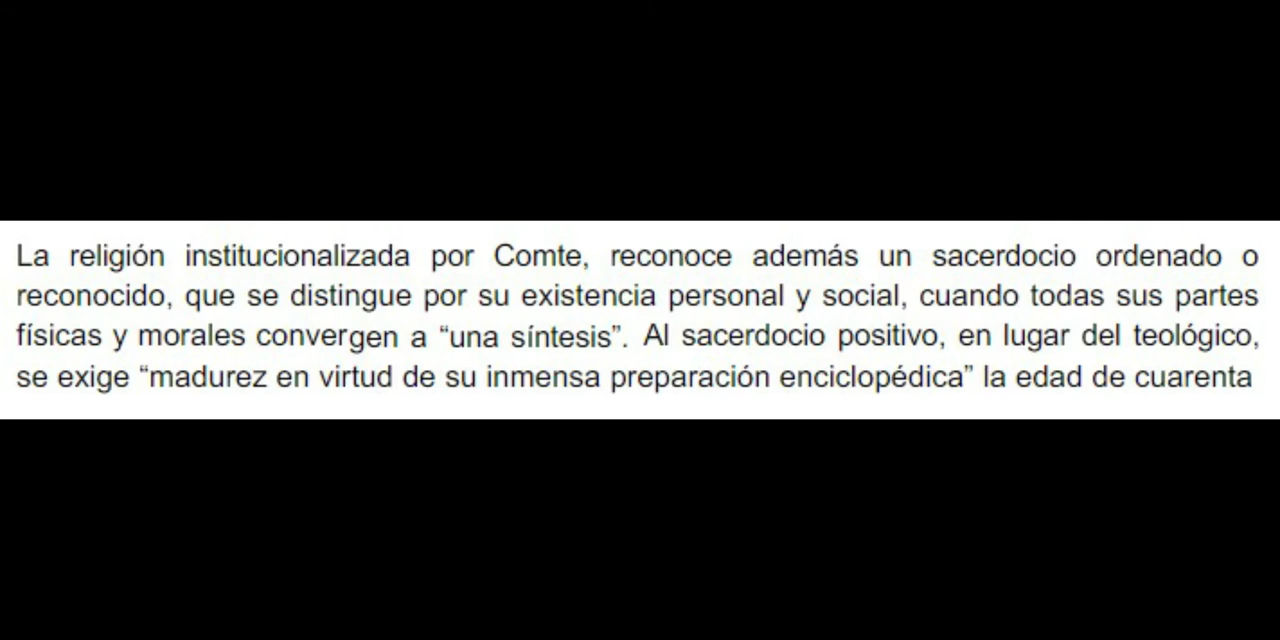 La religión institucionalizada por Comte, reconoce además un sacerdocio ordenado o
reconocido, que se distingue por su existencia personal y social, cuando todas sus partes
físicas y morales convergen a “una síntesis”. Al sacerdocio positivo, en lugar del teológico,
se exige “madurez en virtud de su inmensa preparación enciclopédica” la edad de cuarenta